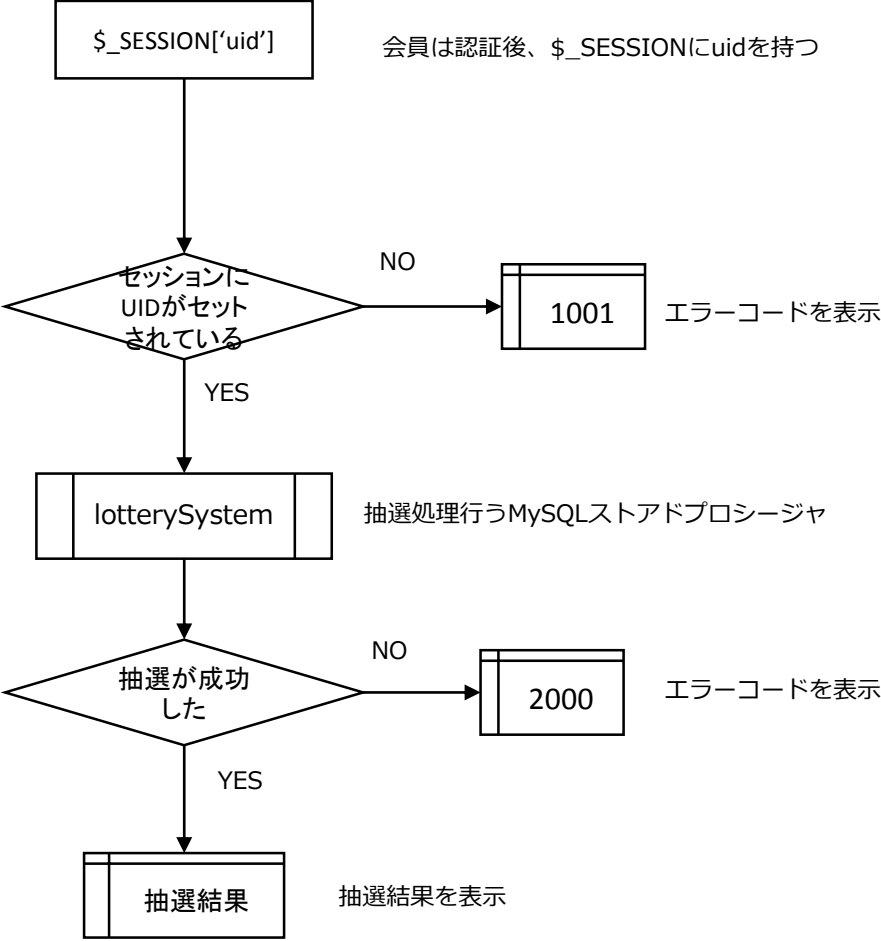 $_SESSION['uid']
会員は認証後、$_SESSIONにuidを持つ
セッションに
UIDがセット
されている
NO
1001
エラーコードを表示
YES
lotterySystem
抽選処理行うMySQLストアドプロシージャ
抽選が成功
した
NO
2000
エラーコードを表示
YES
抽選結果
抽選結果を表示